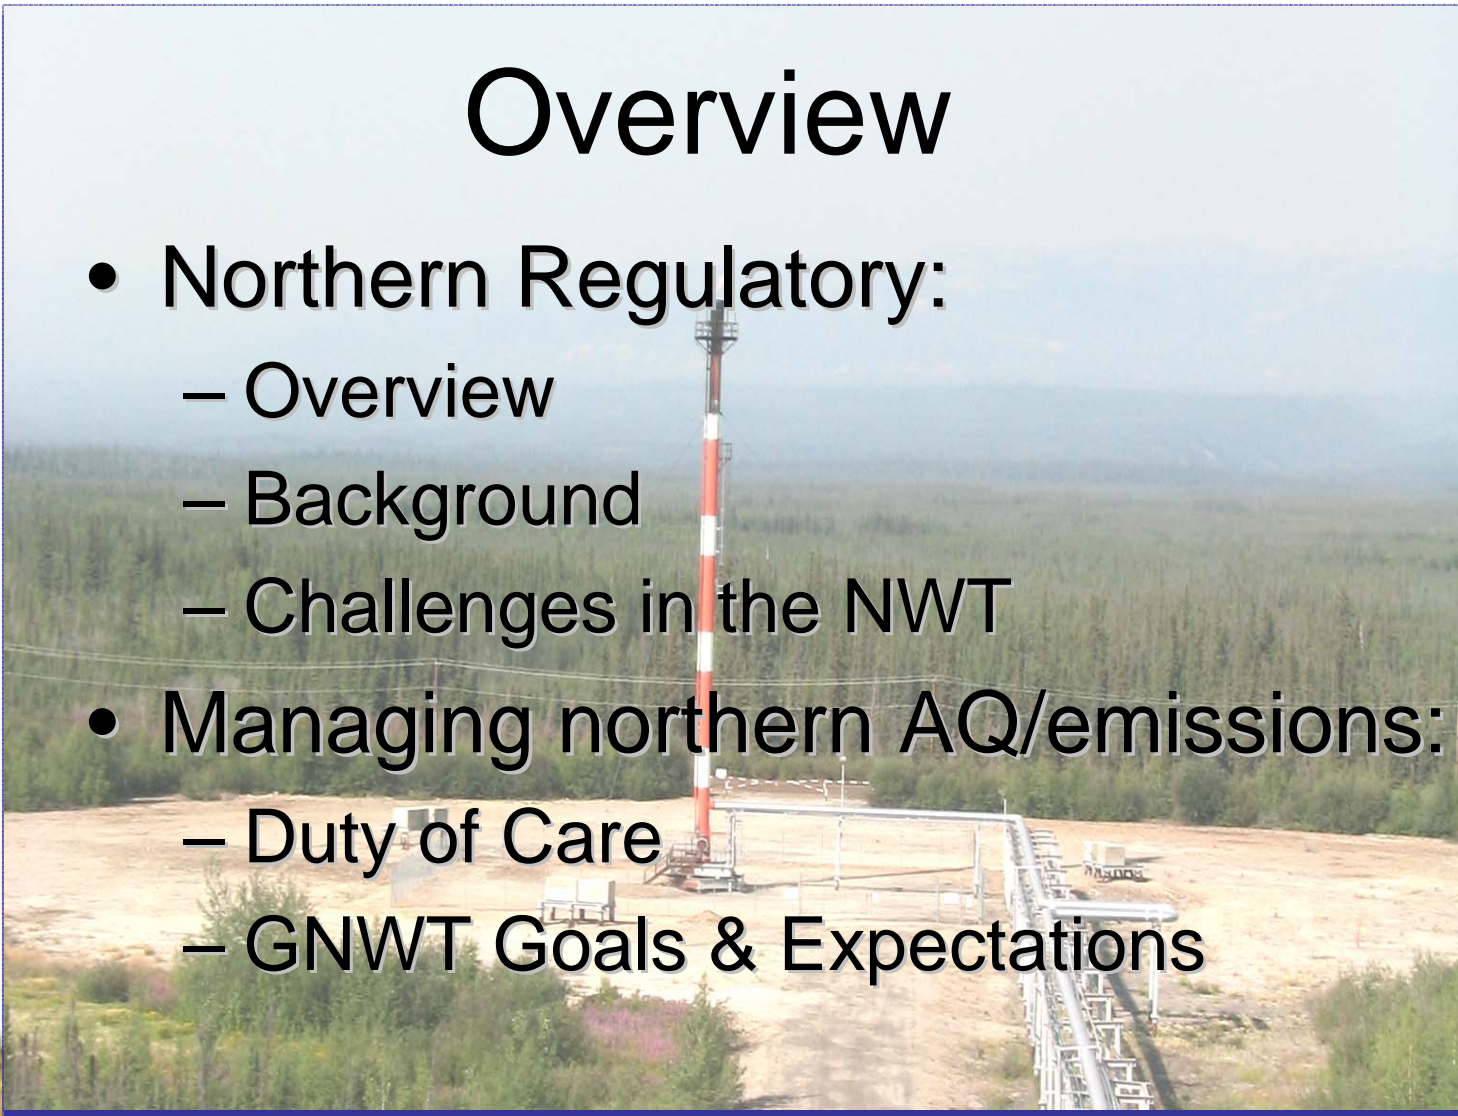 Overview
• Northern Regulatory:
– Overview
– Background
– Challenges in the NWT
• Managing northern AQ/emissions:
– Duty of Care
– GNWT Goals & Expectations